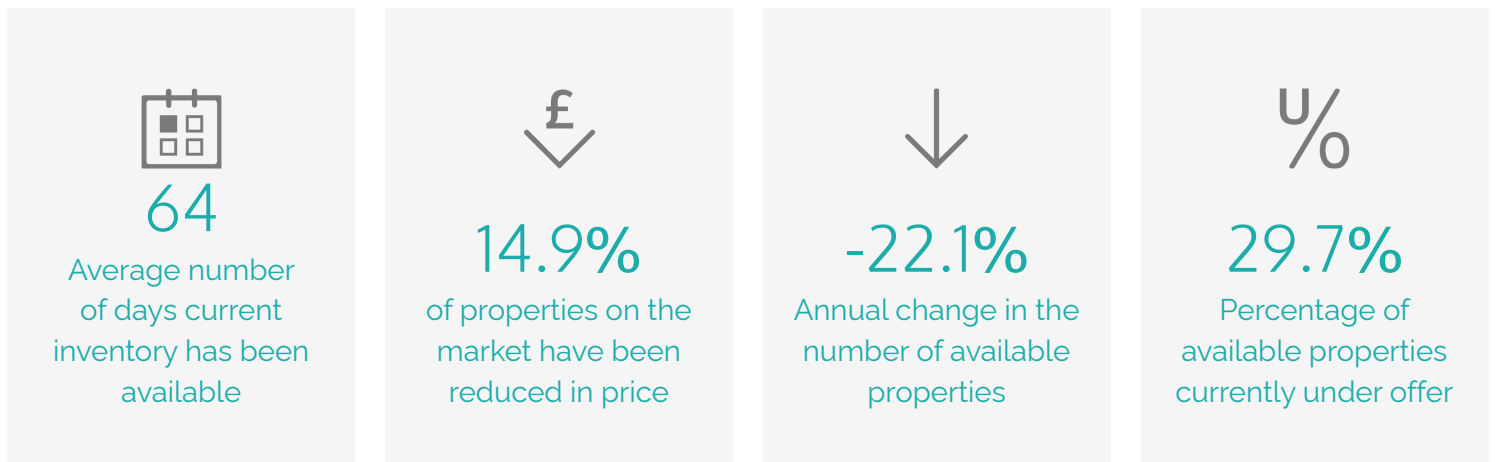 64
Average number
of days current
inventory has been
available
£
14.9%
of properties on the
market have been
reduced in price
-22.1%
Annual change in the
number of available
properties
U%
29.7%
Percentage of
available properties
currently under offer